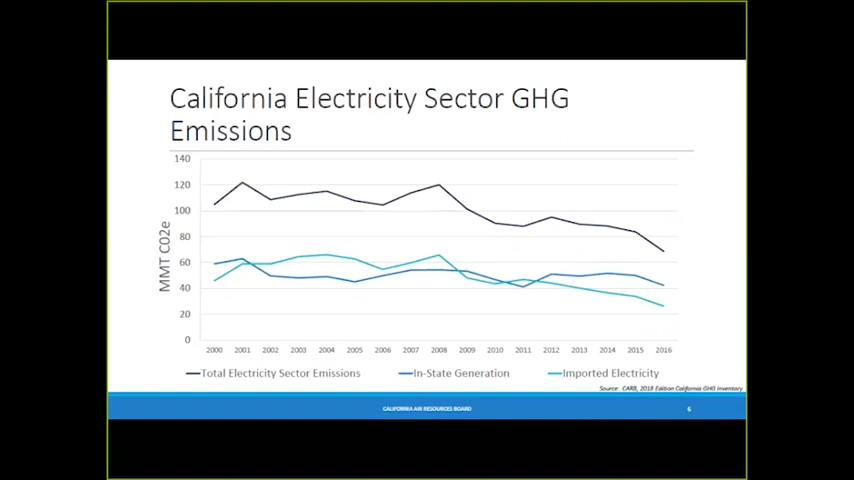 California Electricity Sector GHG
Emissions
140
120
100
80
60
40
20
0
MMT C02e
2000 2001 2002 2003 2004 2005 2006 2007 2008 2009 2010 2011 2012 2013 2014 2015 2016
Total Electricity Sector Emissions In-State Generation Imported Electricity
Source: CARB, 2018 Edition California GHG Inventory
CALIFORNIA AIR RESOURCES BOARD 6